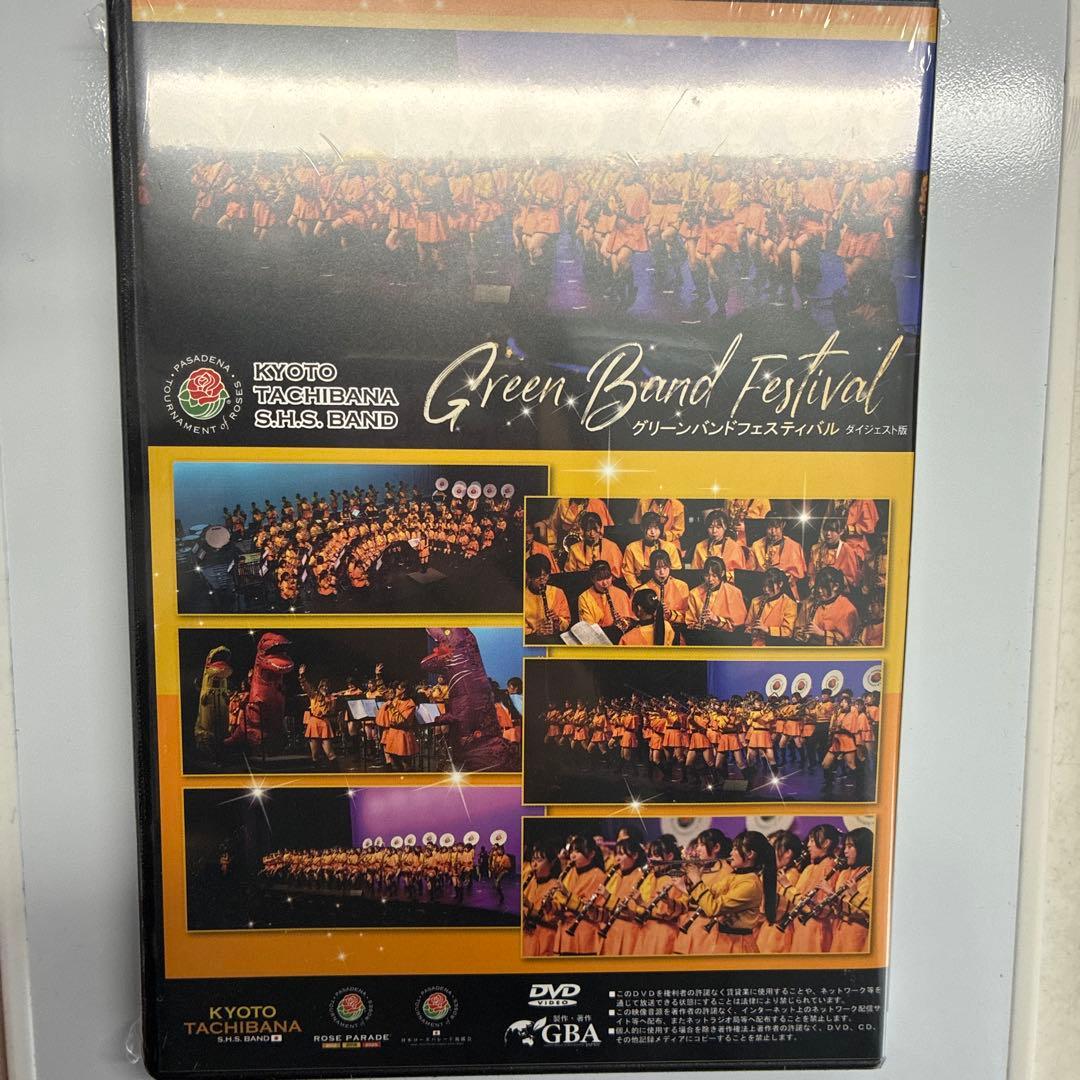 PASADENA
TOURNAMENT of ROSES
KYOTO
TACHIBANA
S.H.S. BAND
Green Band Festival
グリーンバンドフェスティバル ダイジェスト版
KYOTO
TACHIBANA
S.H.S. BAND
ROSE PARADE
DVD
VIDEO
製作・著作
GBA
JAPAN
■このDVDを権利者の許諾なく賃貸業に使用することや、ネットワーク等を
通じて放送できる状態にすることは法律により禁じられています。
■この映像音源を著作者の許諾なく、インターネット上のネットワーク配信サ
イト等へ配布、またネットラジオ局等へ配布することを禁止します。
■個人的に使用する場合を除き著作権法上著作者の許諾なく、DVD、CD、
その他記録メディアにコピーすることを禁止します。